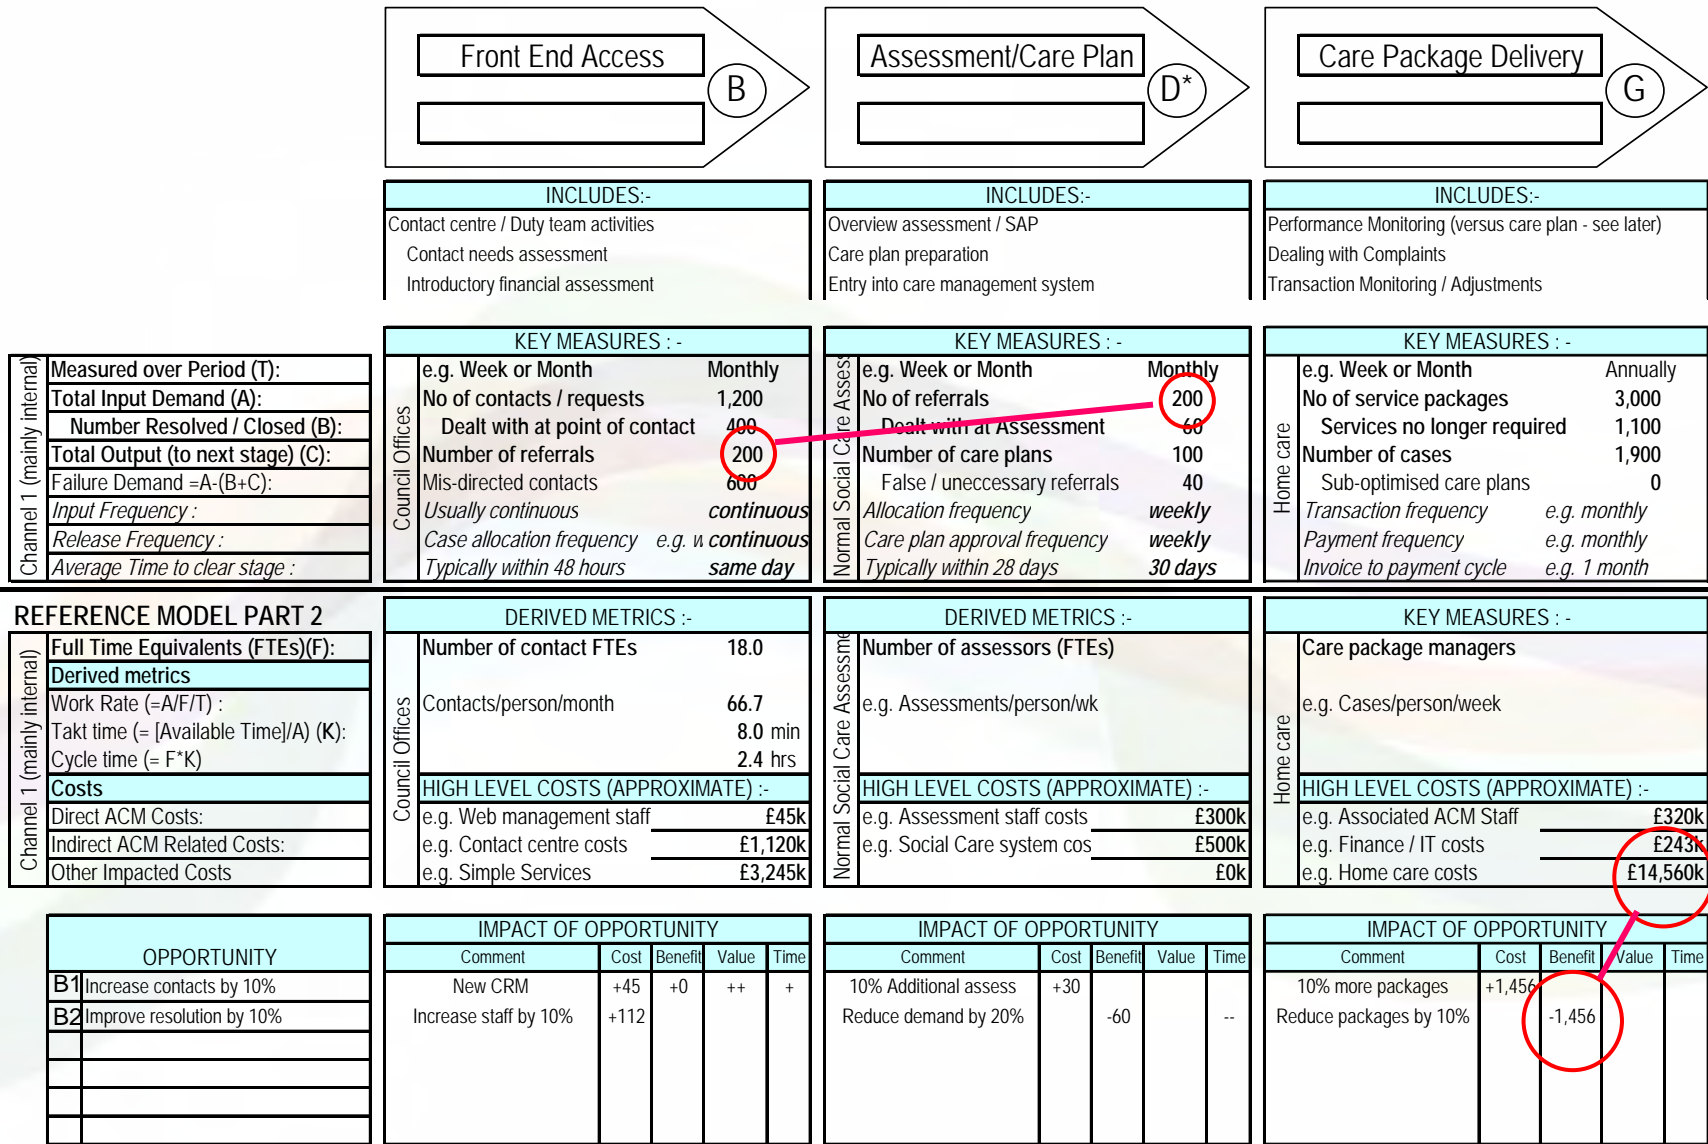 Front End Access
B
Assessment/Care Plan
D*
Care Package Delivery
G
INCLUDES:-
Contact centre / Duty team activities
Contact needs assessment
Introductory financial assessment
INCLUDES:-
Overview assessment / SAP
Care plan preparation
Entry into care management system
INCLUDES:-
Performance Monitoring (versus care plan - see later)
Dealing with Complaints
Transaction Monitoring / Adjustments
Channel 1 (mainly internal)
Measured over Period (T):
Total Input Demand (A):
Number Resolved / Closed (B):
Total Output (to next stage) (C):
Failure Demand =A-(B+C):
Input Frequency :
Release Frequency :
Average Time to clear stage :
KEY MEASURES : -
Council Offices
e.g. Week or Month Monthly
No of contacts / requests 1,200
Dealt with at point of contact 400
Number of referrals 200
Mis-directed contacts 600
Usually continuous continuous
Case allocation frequency e.g. w continuous
Typically within 48 hours same day
KEY MEASURES : -
Normal Social Care Assess
e.g. Week or Month Monthly
No of referrals 200
Dealt with at Assessment 60
Number of care plans 100
False / uneccessary referrals 40
Allocation frequency weekly
Care plan approval frequency weekly
Typically within 28 days 30 days
KEY MEASURES : -
Home care
e.g. Week or Month Annually
No of service packages 3,000
Services no longer required 1,100
Number of cases 1,900
Sub-optimised care plans 0
Transaction frequency e.g. monthly
Payment frequency e.g. monthly
Invoice to payment cycle e.g. 1 month
REFERENCE MODEL PART 2
Channel 1 (mainly internal)
Full Time Equivalents (FTEs)(F):
Derived metrics
Work Rate (=A/F/T) :
Takt time (= [Available Time]/A) (K):
Cycle time (= F*K)
Costs
Direct ACM Costs:
Indirect ACM Related Costs:
Other Impacted Costs
DERIVED METRICS :-
Council Offices
Number of contact FTEs 18.0
Contacts/person/month 66.7
8.0 min
2.4 hrs
HIGH LEVEL COSTS (APPROXIMATE) :-
e.g. Web management staff £45k
e.g. Contact centre costs £1,120k
e.g. Simple Services £3,245k
DERIVED METRICS :-
Normal Social Care Assessme
Number of assessors (FTEs)
e.g. Assessments/person/wk
HIGH LEVEL COSTS (APPROXIMATE) :-
e.g. Assessment staff costs £300k
e.g. Social Care system cos £500k
£0k
KEY MEASURES : -
Home care
Care package managers
e.g. Cases/person/week
HIGH LEVEL COSTS (APPROXIMATE) :-
e.g. Associated ACM Staff £320k
e.g. Finance / IT costs £243k
e.g. Home care costs £14,560k
OPPORTUNITY
B1 Increase contacts by 10%
B2 Improve resolution by 10%
IMPACT OF OPPORTUNITY
Comment Cost Benefit Value Time
New CRM +45 +0 ++ +
Increase staff by 10% +112
IMPACT OF OPPORTUNITY
Comment Cost Benefit Value Time
10% Additional assess +30
Reduce demand by 20% -60 --
IMPACT OF OPPORTUNITY
Comment Cost Benefit Value Time
10% more packages +1,456
Reduce packages by 10% -1,456